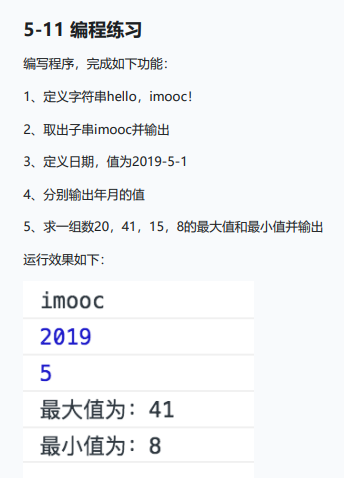 5-11 编程练习
编写程序，完成如下功能：
1、定义字符串hello，imooc！
2、取出子串imooc并输出
3、定义日期，值为2019-5-1
4、分别输出年月的值
5、求一组数20，41，15，8的最大值和最小值并输出
运行效果如下：
imooc
2019
5
最大值为：41
最小值为：8